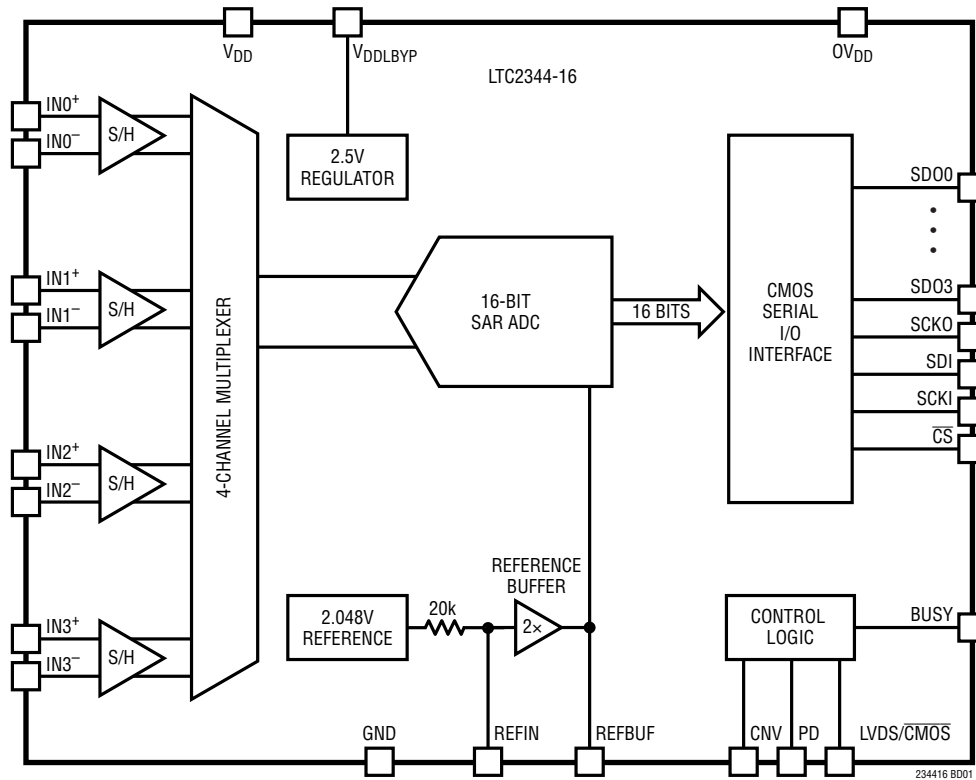 VDD
VDDLBYP
OVDD
LTC2344-16
IN0+
S/H
IN0−
2.5V
REGULATOR
SDO0
IN1+
S/H
IN1−
4-CHANNEL MULTIPLEXER
16-BIT
SAR ADC
16 BITS
CMOS
SERIAL
I/O
INTERFACE
SDO3
SCKO
SDI
SCKI
CS
IN2+
S/H
IN2−
REFERENCE
BUFFER
2.048V
REFERENCE
20k
2×
CONTROL
LOGIC
BUSY
IN3+
S/H
IN3−
GND
REFIN
REFBUF
CNV
PD
LVDS/CMOS
234416 BD01